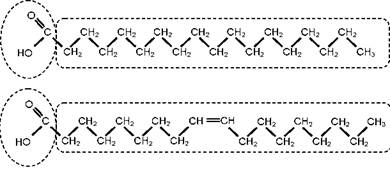 O
C CH₂ CH₂ CH₂ CH₂ CH₂ CH₂ CH₂ CH₂
HO CH₂ CH₂ CH₂ CH₂ CH₂ CH₂ CH₂ CH₂ CH₃
O
C CH₂ CH₂ CH₂ CH=CH CH₂ CH₂ CH₂ CH₃
HO CH₂ CH₂ CH₂ CH₂ CH₂ CH₂ CH₂ CH₂